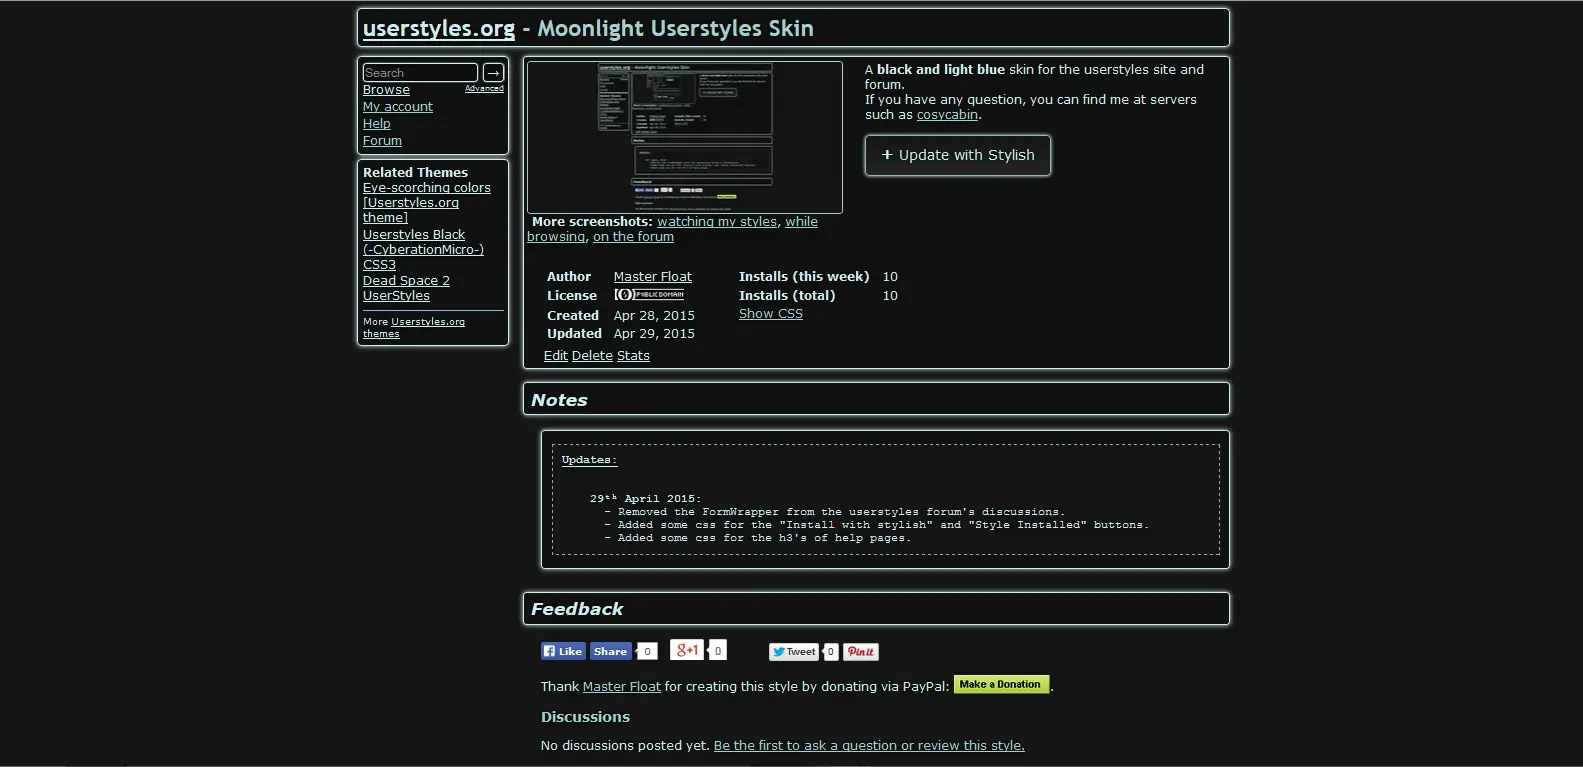 userstyles.org - Moonlight Userstyles Skin
Search →
Browse Advanced
My account
Help
Forum
Related Themes
Eye-scorching colors
[Userstyles.org
theme]
Userstyles Black
(-CyberationMicro-)
CSS3
Dead Space 2
UserStyles
More Userstyles.org
themes
userstyles.org - Moonlight Userstyles Skin
More screenshots: watching my styles, while
browsing, on the forum
A black and light blue skin for the userstyles site and
forum.
If you have any question, you can find me at servers
such as cosycabin.
+ Update with Stylish
Author Master Float Installs (this week) 10
License PUBLIC DOMAIN Installs (total) 10
Created Apr 28, 2015 Show CSS
Updated Apr 29, 2015
Edit Delete Stats
Notes
Updates:
29ᵗʰ April 2015:
- Removed the FormWrapper from the userstyles forum's discussions.
- Added some css for the "Install with stylish" and "Style Installed" buttons.
- Added some css for the h3's of help pages.
Feedback
f Like Share 0 g+1 0 Tweet 0 Pin it
Thank Master Float for creating this style by donating via PayPal: Make a Donation.
Discussions
No discussions posted yet. Be the first to ask a question or review this style.